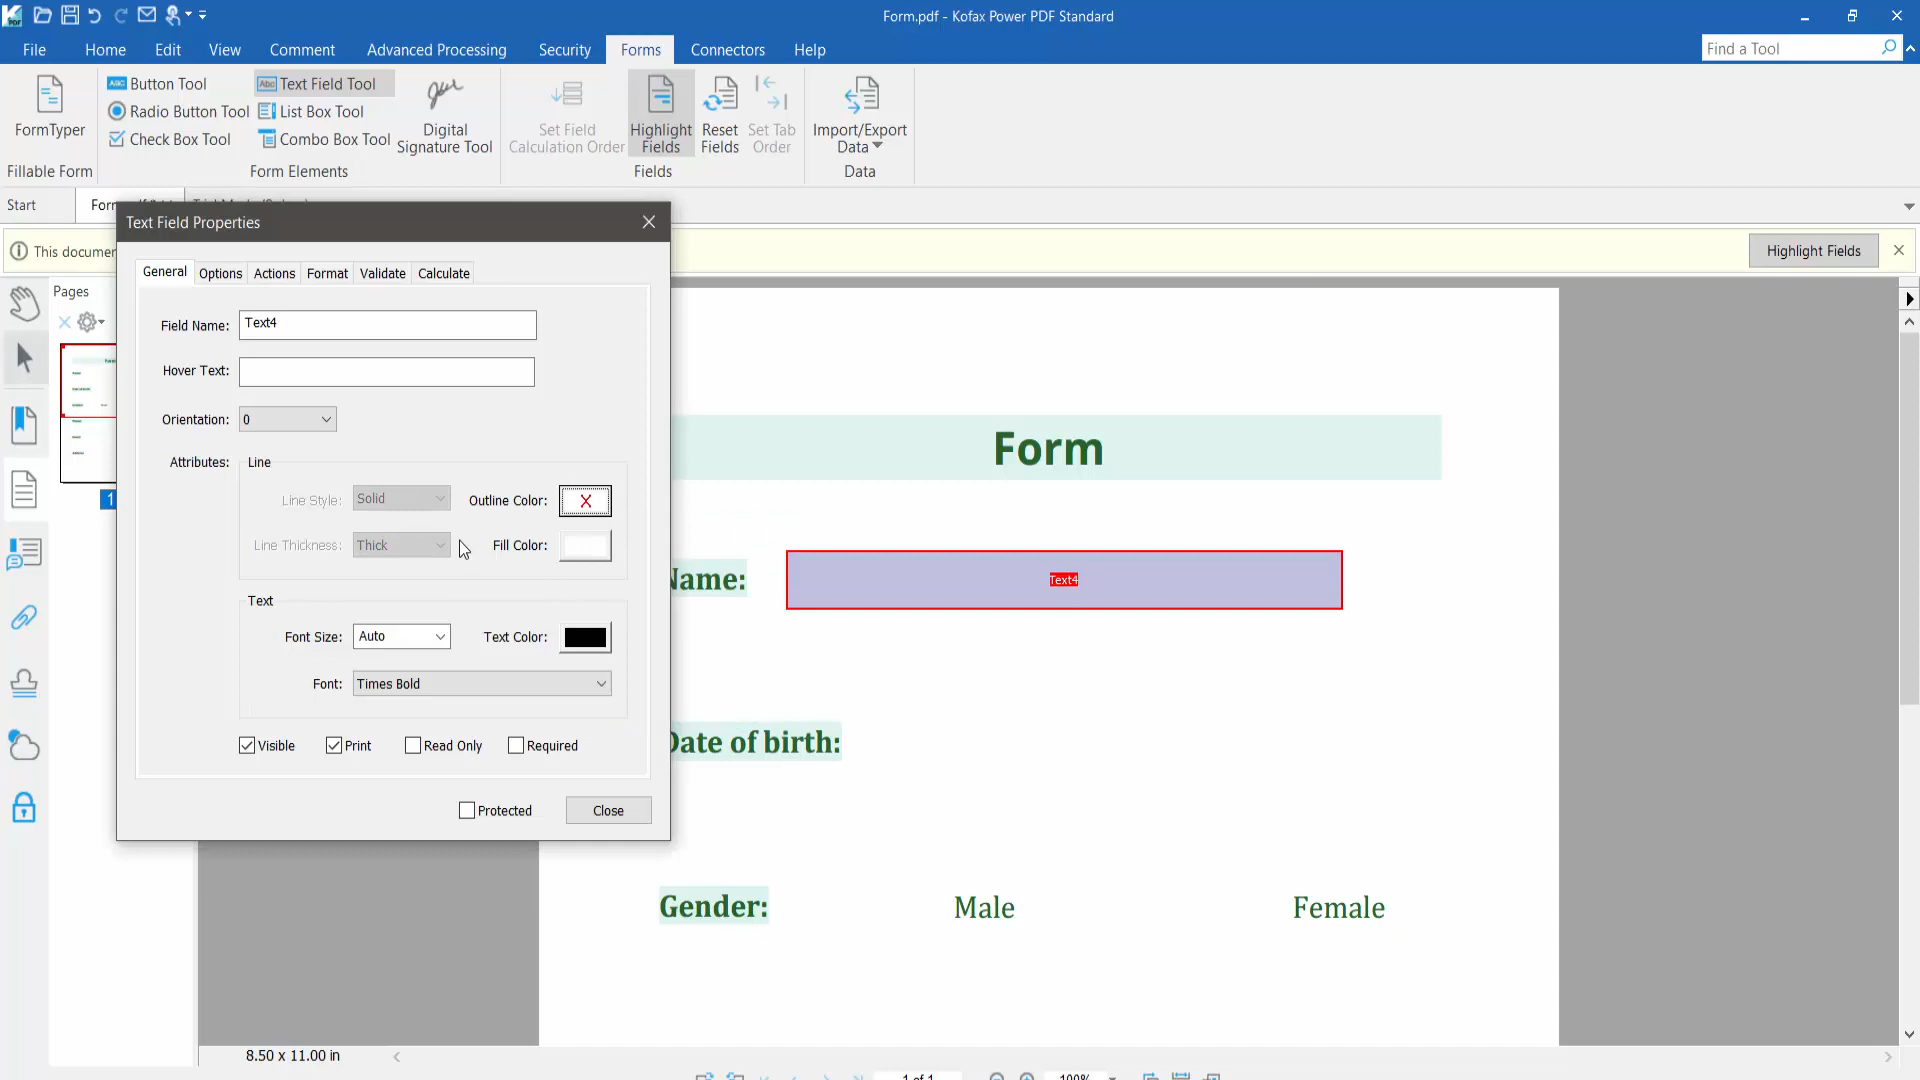 Form.pdf - Kofax Power PDF Standard
File Home Edit View Comment Advanced Processing Security Forms Connectors Help
Find a Tool
FormTyper
Fillable Form
Button Tool
Radio Button Tool
Check Box Tool
Text Field Tool
List Box Tool
Combo Box Tool
Form Elements
Digital
Signature Tool
Set Field
Calculation Order
Highlight
Fields
Reset
Fields
Set Tab
Order
Fields
Import/Export
Data
Data
Start
This documen
Highlight Fields
Pages
1
Text Field Properties
General Options Actions Format Validate Calculate
Field Name: Text4
Hover Text:
Orientation: 0
Attributes: Line
Line Style: Solid Outline Color: X
Line Thickness: Thick Fill Color:
Text
Font Size: Auto Text Color:
Font: Times Bold
Visible Print Read Only Required
Protected Close
Form
Name: Text4
Date of birth:
Gender: Male Female
8.50 x 11.00 in
1 of 1 100%